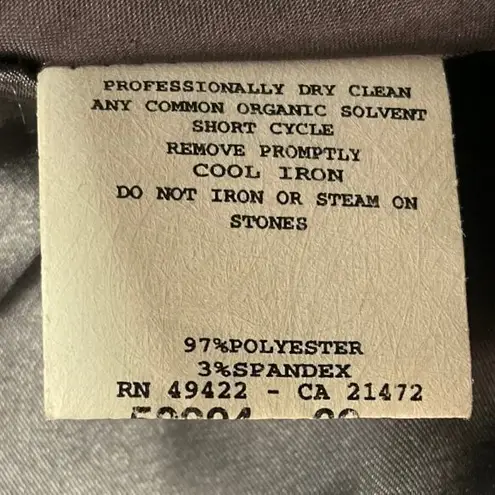 PROFESSIONALLY DRY CLEAN
ANY COMMON ORGANIC SOLVENT
SHORT CYCLE
REMOVE PROMPTLY
COOL IRON
DO NOT IRON OR STEAM ON
STONES
97%POLYESTER
3%SPANDEX
RN 49422 - CA 21472